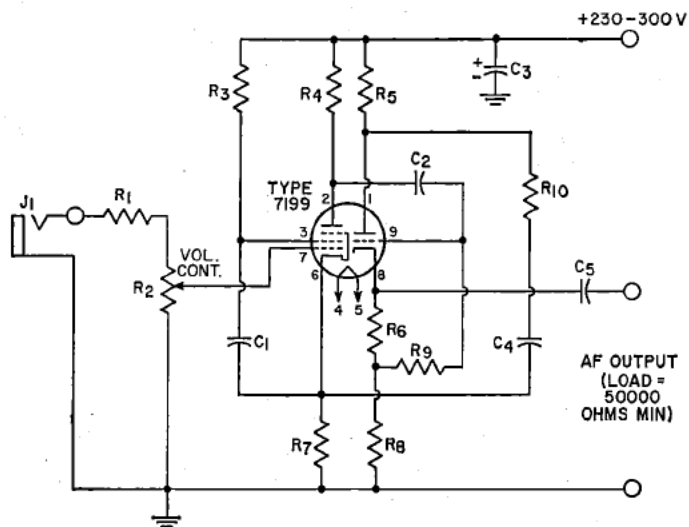 +230-300 V
R3
R4
R5
+
-
C3
C2
TYPE
7199
2
1
R10
J1
R1
3
7
9
VOL.
CONT.
6
8
R2
4
5
C5
R6
C1
R9
C4
AF OUTPUT
(LOAD =
50000
OHMS MIN)
R7
R8